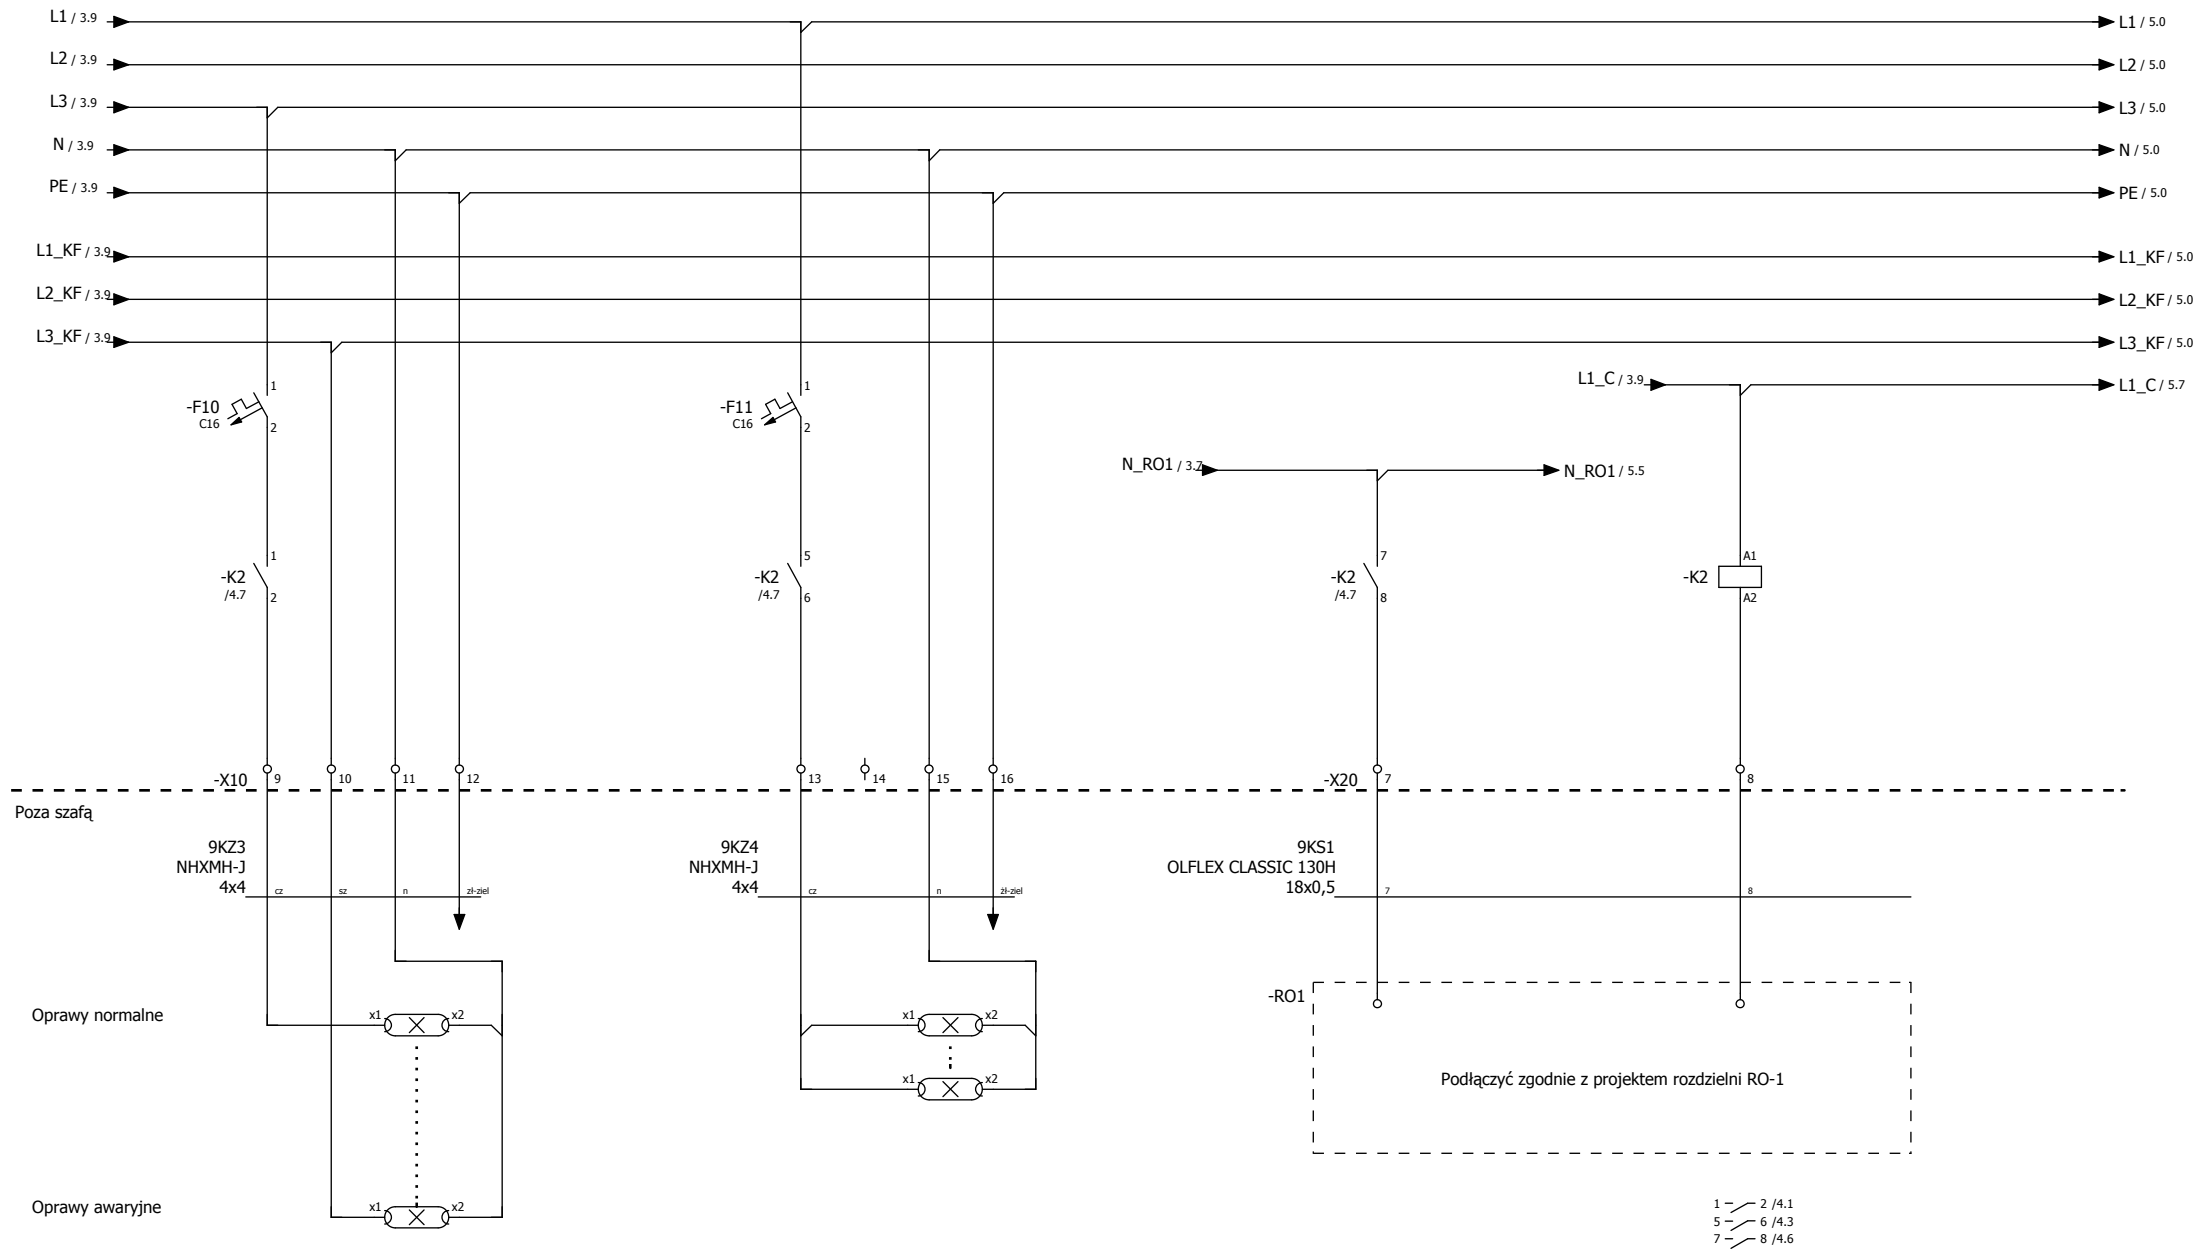 L1 / 3.9
L1 / 5.0
L2 / 3.9
L2 / 5.0
L3 / 3.9
L3 / 5.0
N / 3.9
N / 5.0
PE / 3.9
PE / 5.0
L1_KF / 3.9
L1_KF / 5.0
L2_KF / 3.9
L2_KF / 5.0
L3_KF / 3.9
L3_KF / 5.0
L1_C / 3.9
L1_C / 5.7
1
-F10
C16
2
1
-F11
C16
2
N_RO1 / 3.7
N_RO1 / 5.5
1
-K2
/4.7
2
5
-K2
/4.7
6
7
-K2
/4.7
8
A1
-K2
A2
-X10
9
10
11
12
13
14
15
16
-X20
7
8
Poza szafą
9KZ3
NHXMH-J
4x4
cz
sz
n
zł-ziel
9KZ4
NHXMH-J
4x4
cz
n
żł-ziel
9KS1
OLFLEX CLASSIC 130H
18x0,5
7
8
-RO1
Oprawy normalne
x1
x2
x1
x2
x1
x2
Podłączyć zgodnie z projektem rozdzielni RO-1
Oprawy awaryjne
x1
x2
1 2 /4.1
5 6 /4.3
7 8 /4.6